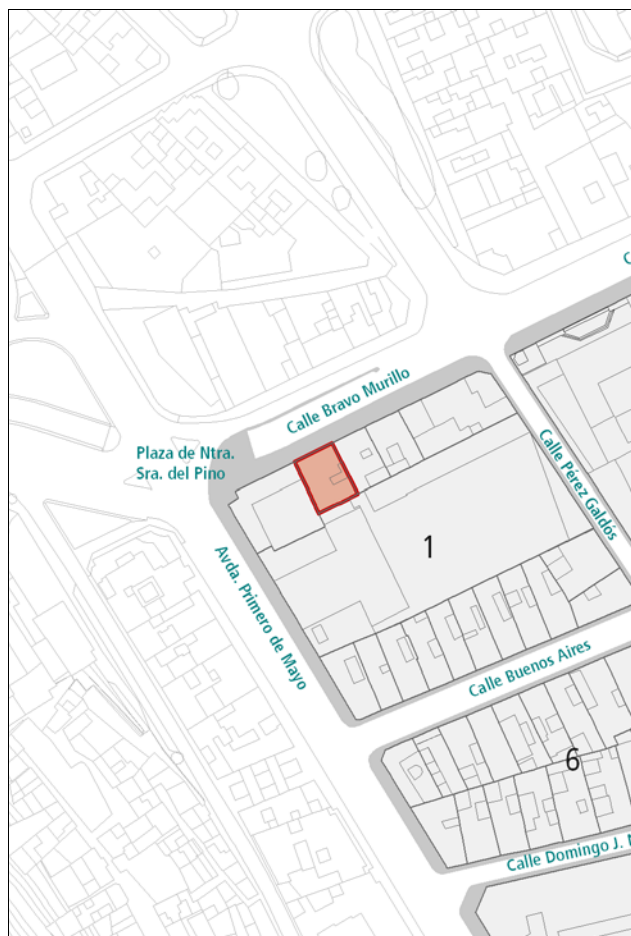 Calle Bravo Murillo
Plaza de Ntra.
Sra. del Pino
Calle Pérez Galdós
1
Avda. Primero de Mayo
Calle Buenos Aires
6
Calle Domingo J.